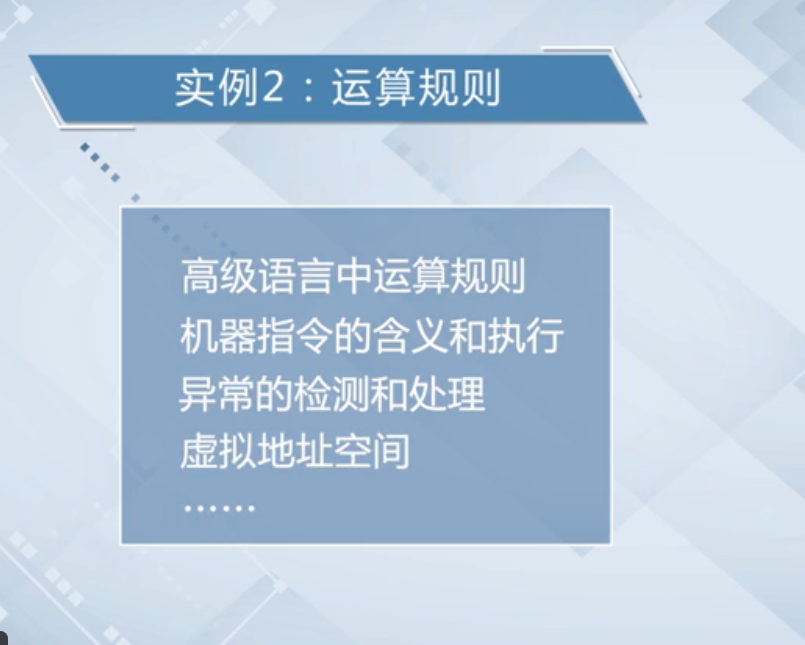 实例2：运算规则
高级语言中运算规则
机器指令的含义和执行
异常的检测和处理
虚拟地址空间
……